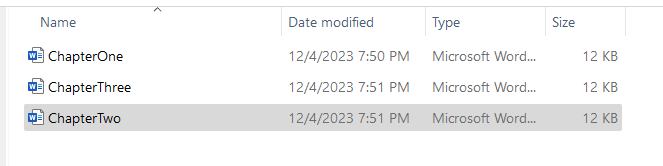 Name Date modified Type Size
ChapterOne 12/4/2023 7:50 PM Microsoft Word... 12 KB
ChapterThree 12/4/2023 7:51 PM Microsoft Word... 12 KB
ChapterTwo 12/4/2023 7:51 PM Microsoft Word... 12 KB